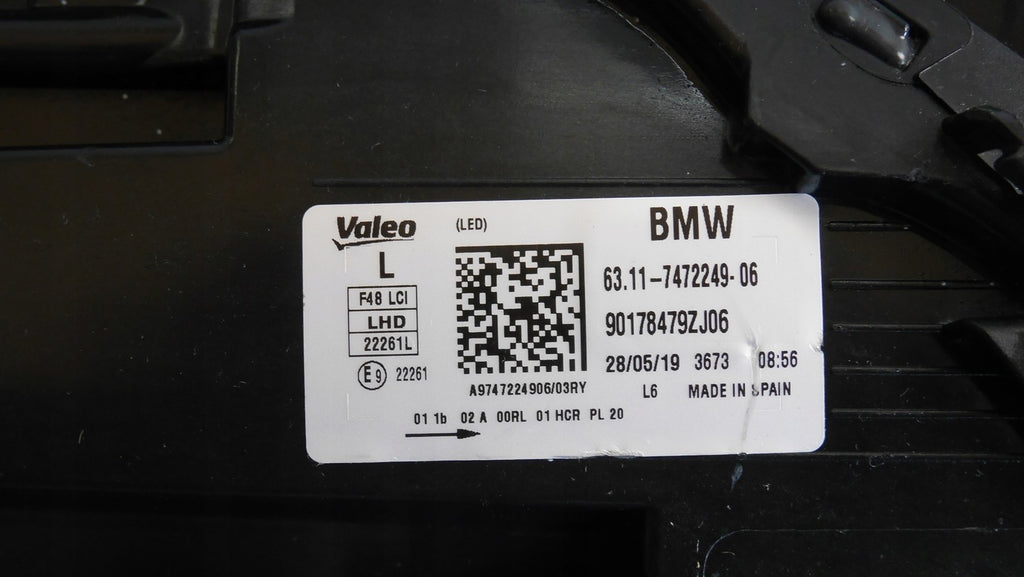 Valeo (LED) BMW
L
63.11-7472249-06
F48 LCI
LHD
90178479ZJ06
22261L
28/05/19 3673 08:56
E9 22261
A9747224906/03RY
L6 MADE IN SPAIN
01 1b 02 A 00RL 01 HCR PL 20